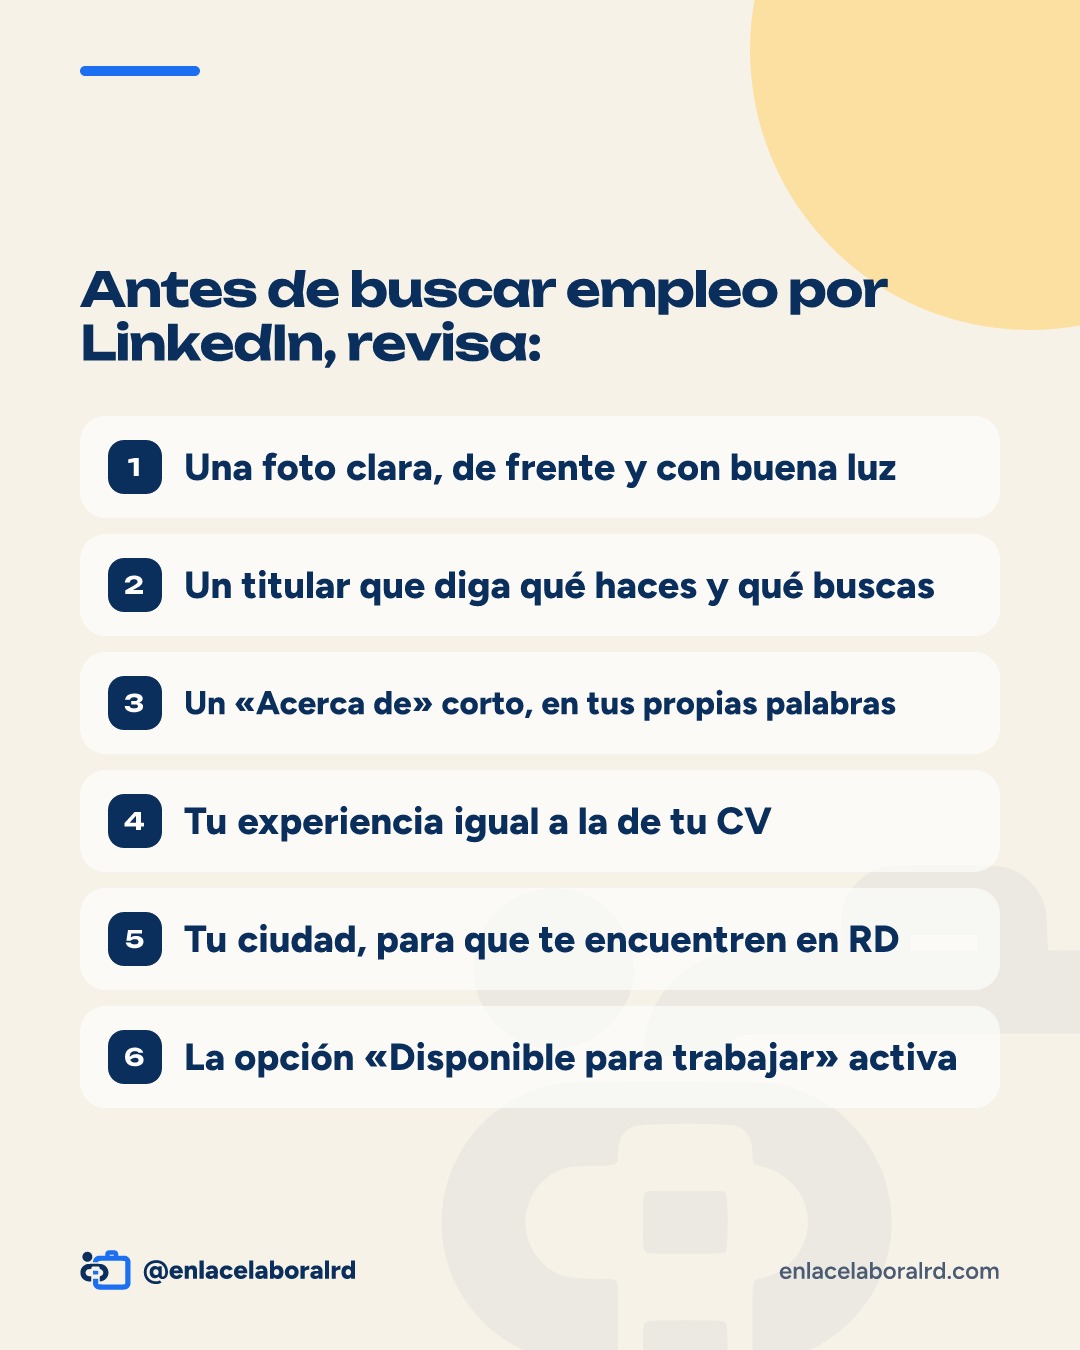 Antes de buscar empleo por
LinkedIn, revisa:
1 Una foto clara, de frente y con buena luz
2 Un titular que diga qué haces y qué buscas
3 Un «Acerca de» corto, en tus propias palabras
4 Tu experiencia igual a la de tu CV
5 Tu ciudad, para que te encuentren en RD
6 La opción «Disponible para trabajar» activa
@enlacelaboralrd
enlacelaboralrd.com